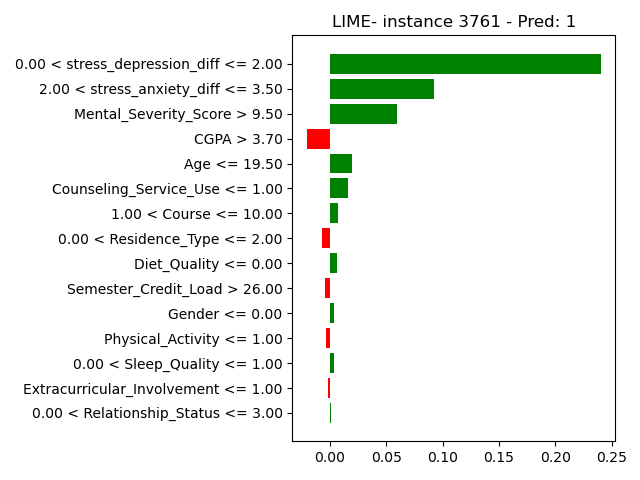 LIME- instance 3761 - Pred: 1
0.00 < stress_depression_diff <= 2.00
2.00 < stress_anxiety_diff <= 3.50
Mental_Severity_Score > 9.50
CGPA > 3.70
Age <= 19.50
Counseling_Service_Use <= 1.00
1.00 < Course <= 10.00
0.00 < Residence_Type <= 2.00
Diet_Quality <= 0.00
Semester_Credit_Load > 26.00
Gender <= 0.00
Physical_Activity <= 1.00
0.00 < Sleep_Quality <= 1.00
Extracurricular_Involvement <= 1.00
0.00 < Relationship_Status <= 3.00
0.00 0.05 0.10 0.15 0.20 0.25